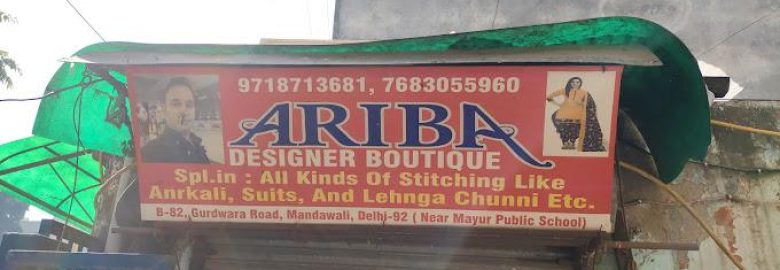 9718713681, 7683055960
ARIBA
DESIGNER BOUTIQUE
Spl.in : All Kinds Of Stitching Like
Anrkali, Suits, And Lehnga Chunni Etc.
B-82, Gurdwara Road, Mandawali, Delhi-92 ( Near Mayur Public School)